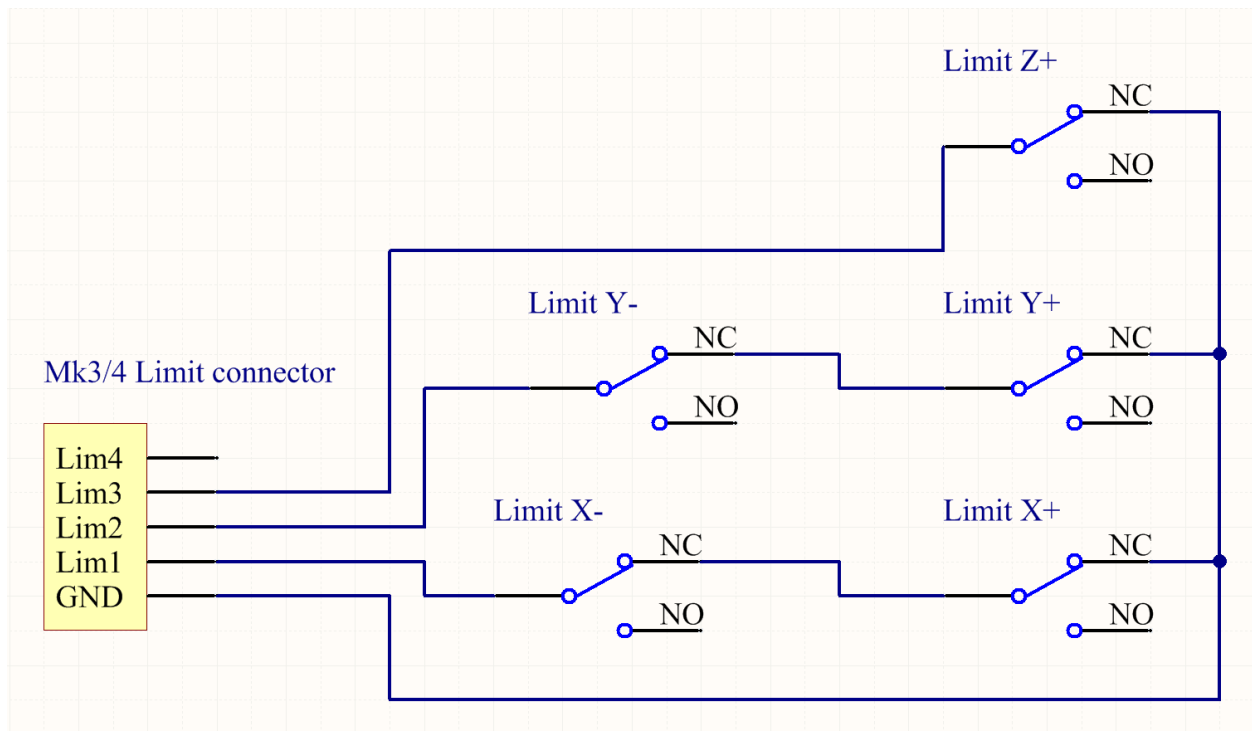 Limit Z+
NC
NO
Limit Y-
Limit Y+
NC
NC
Mk3/4 Limit connector
NO
NO
Lim4
Lim3
Lim2
Lim1
GND
Limit X-
Limit X+
NC
NC
NO
NO